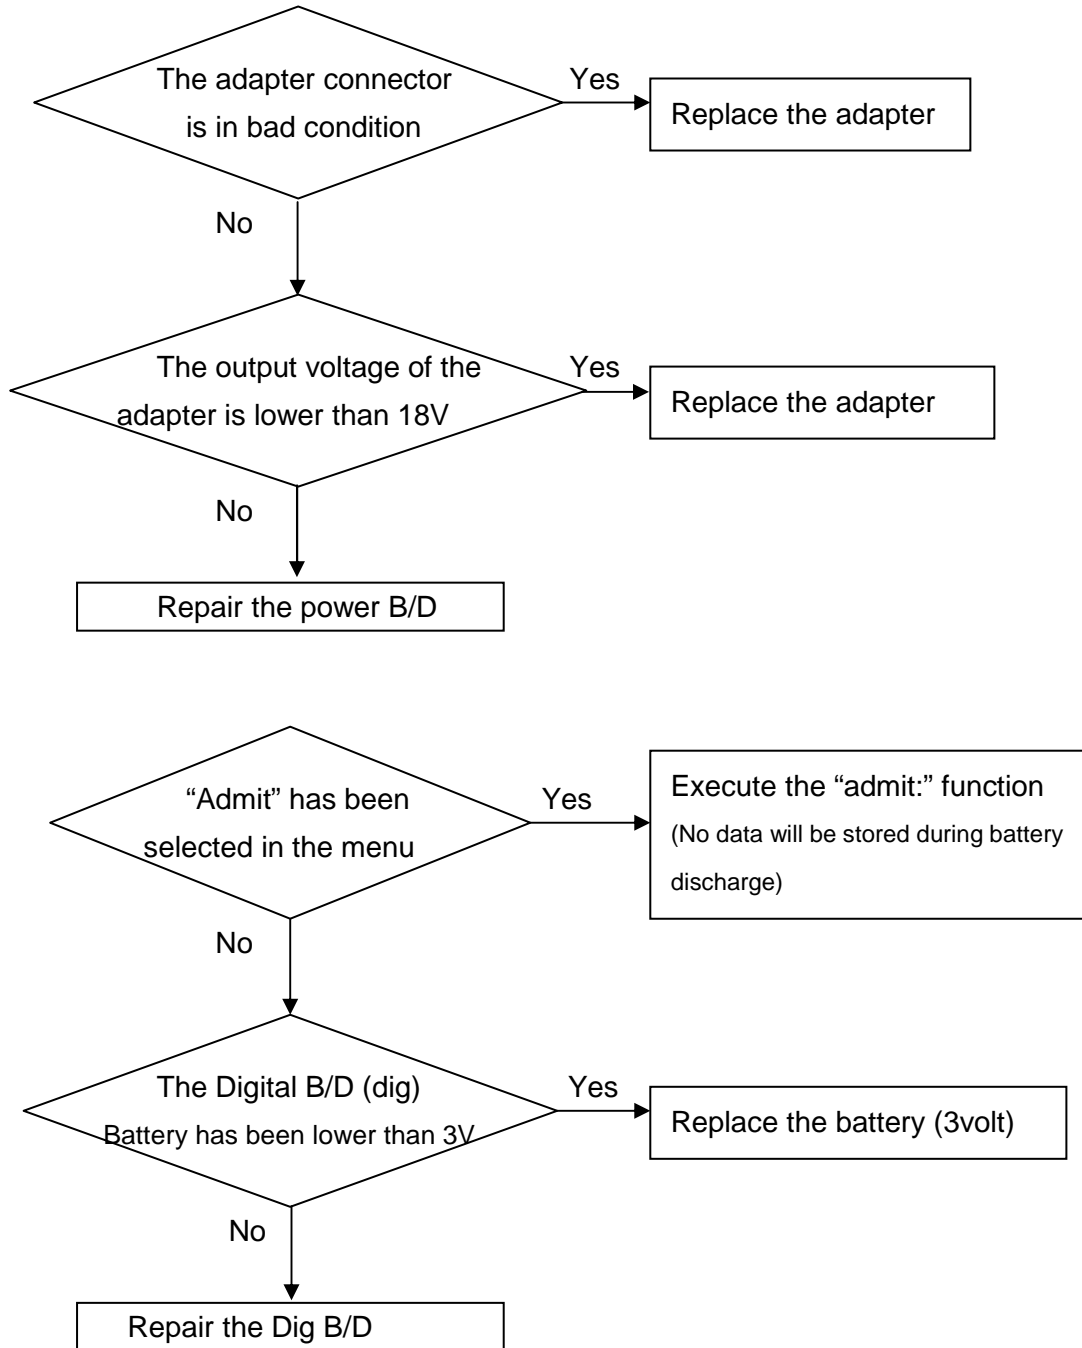 The adapter connector
is in bad condition
Yes
Replace the adapter
No
The output voltage of the
adapter is lower than 18V
Yes
Replace the adapter
No
Repair the power B/D
“Admit” has been
selected in the menu
Yes
Execute the “admit:” function
(No data will be stored during battery
discharge)
No
The Digital B/D (dig)
Battery has been lower than 3V
Yes
Replace the battery (3volt)
No
Repair the Dig B/D